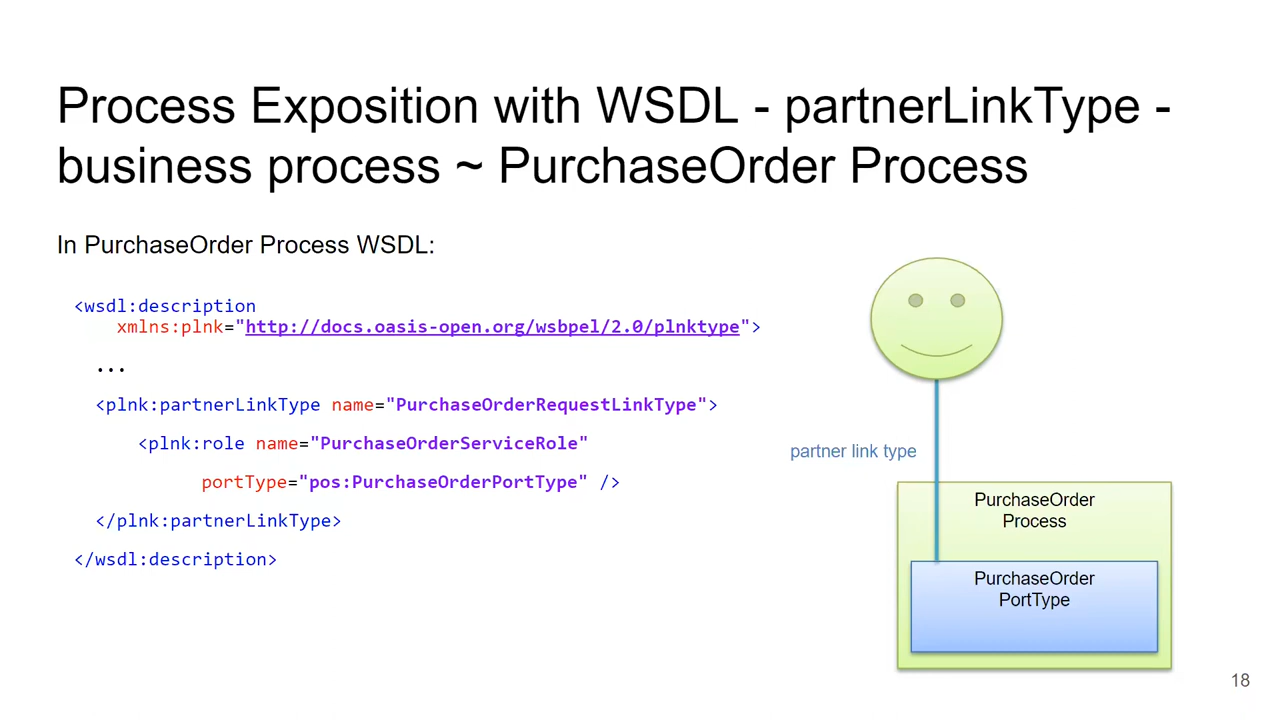 Process Exposition with WSDL - partnerLinkType -
business process ~ PurchaseOrder Process
In PurchaseOrder Process WSDL:
<wsdl:description
xmlns:plnk="http://docs.oasis-open.org/wsbpel/2.0/plnktype">
...
<plnk:partnerLinkType name="PurchaseOrderRequestLinkType">
<plnk:role name="PurchaseOrderServiceRole"
portType="pos:PurchaseOrderPortType" />
</plnk:partnerLinkType>
</wsdl:description>
partner link type
PurchaseOrder
Process
PurchaseOrder
PortType
18